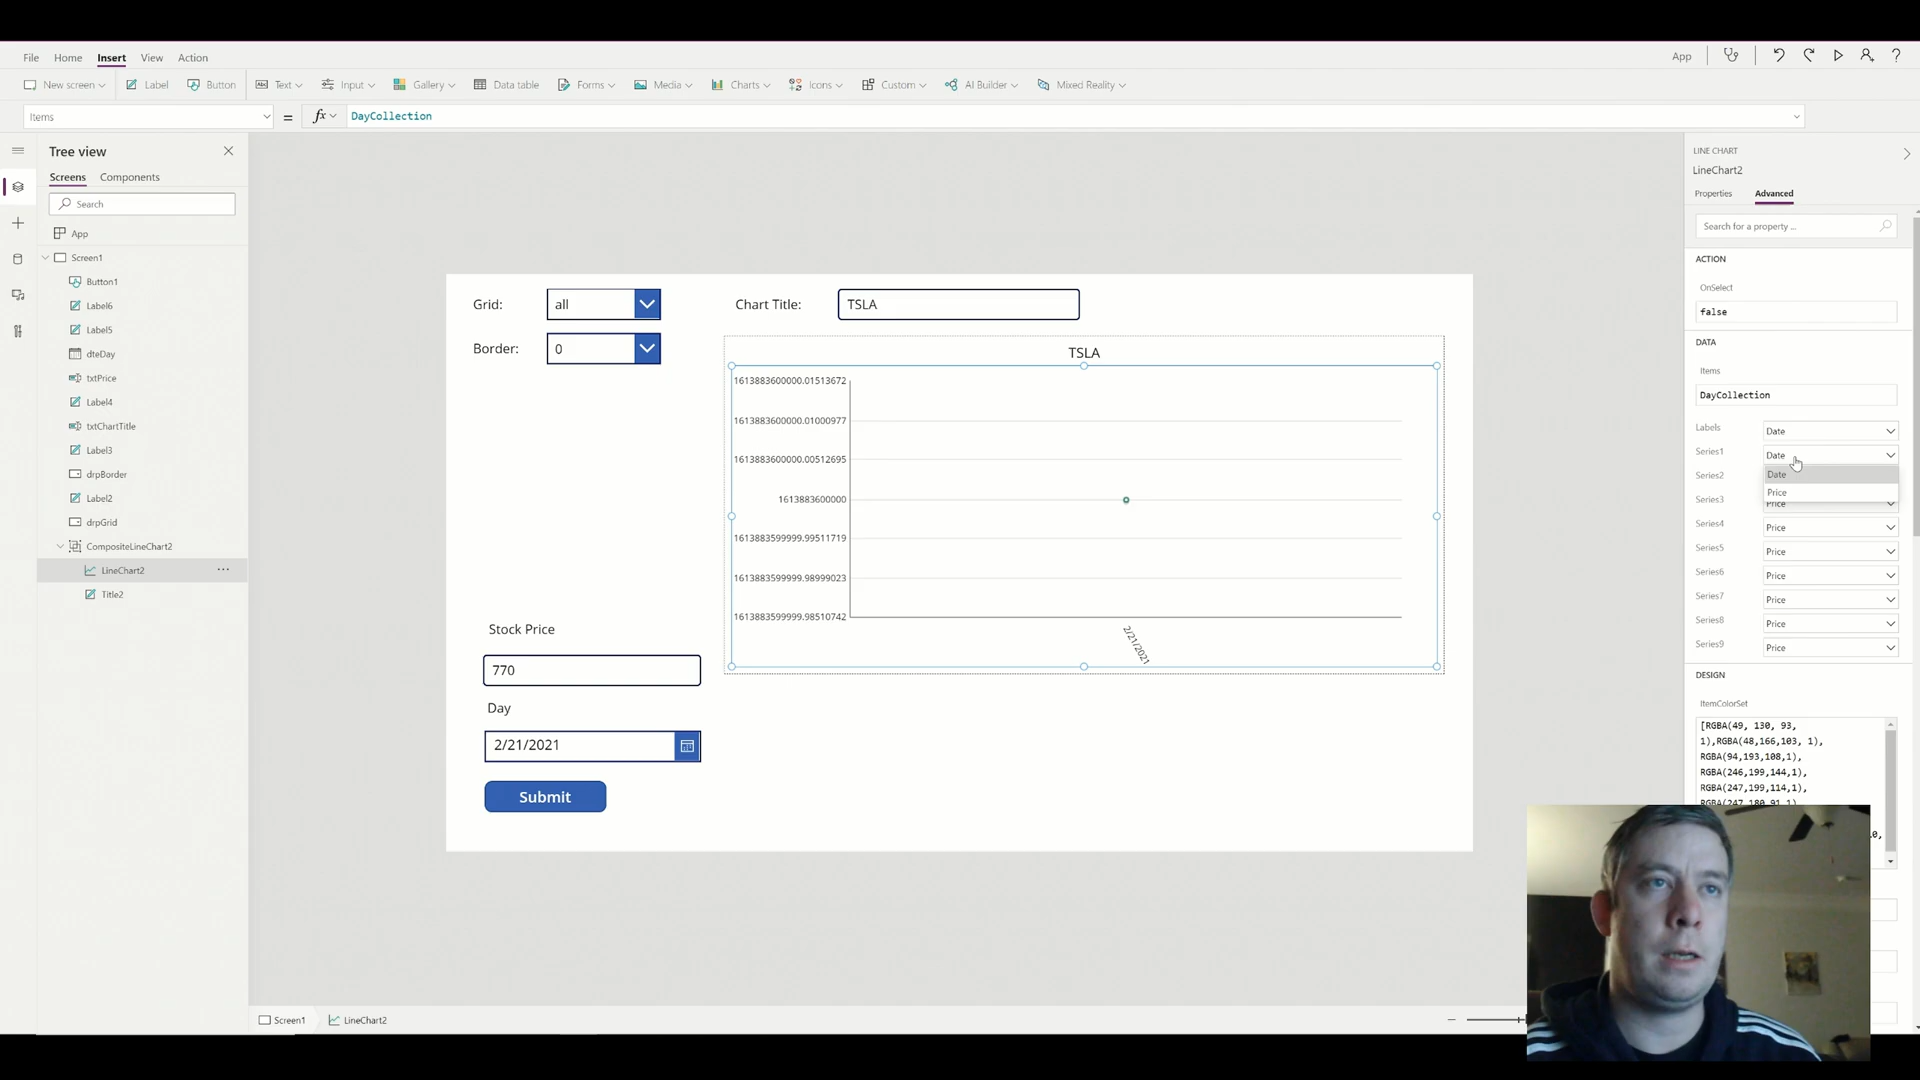 File Home Insert View Action App
New screen Label Button Text Input Gallery Data table Forms Media Charts Icons Custom AI Builder Mixed Reality
Items = fx DayCollection
Tree view
Screens Components
Search
App
Screen1
Button1
Label6
Label5
dteDay
txtPrice
Label4
txtChartTitle
Label3
drpBorder
Label2
drpGrid
CompositeLineChart2
LineChart2 ...
Title2
Grid: all Chart Title: TSLA
Border: 0
TSLA
1613883600000.01513672
1613883600000.01000977
1613883600000.00512695
1613883600000
1613883599999.99511719
1613883599999.98999023
1613883599999.98510742
2/21/2021
Stock Price
770
Day
2/21/2021
Submit
LINE CHART
LineChart2
Properties Advanced
Search for a property ...
ACTION
OnSelect
false
DATA
Items
DayCollection
Labels Date
Series1 Date
Series2 Date
Price
Series3 Price
Series4 Price
Series5 Price
Series6 Price
Series7 Price
Series8 Price
Series9 Price
DESIGN
ItemColorSet
[RGBA(49, 130, 93,
1),RGBA(48,166,103, 1),
RGBA(94,193,108,1),
RGBA(246,199,144,1),
RGBA(247,199,114,1),
RGBA(247,180,91,1)
Screen1 LineChart2